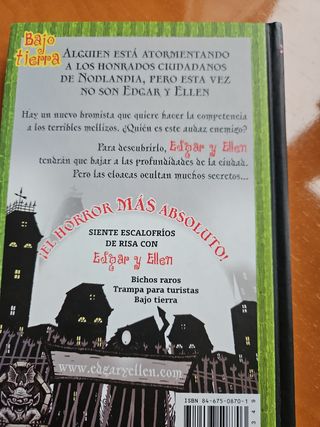 Bajo
tierra
Alguien está atormentando
a los honrados ciudadanos
de Nodlandia, pero esta vez
no son Edgar y Ellen
Hay un nuevo bromista que quiere hacer la competencia
a los terribles mellizos. ¿Quién es este audaz enemigo?
Para descubrirlo, Edgar y Ellen
tendrán que bajar a las profundidades de la ciudad.
Pero las cloacas ocultan muchos secretos...
¡EL HORROR MÁS ABSOLUTO!
SIENTE ESCALOFRÍOS
DE RISA CON
Edgar y Ellen
Bichos raros
Trampa para turistas
Bajo tierra
www.edgaryellen.com
ISBN 84-675-0870-1